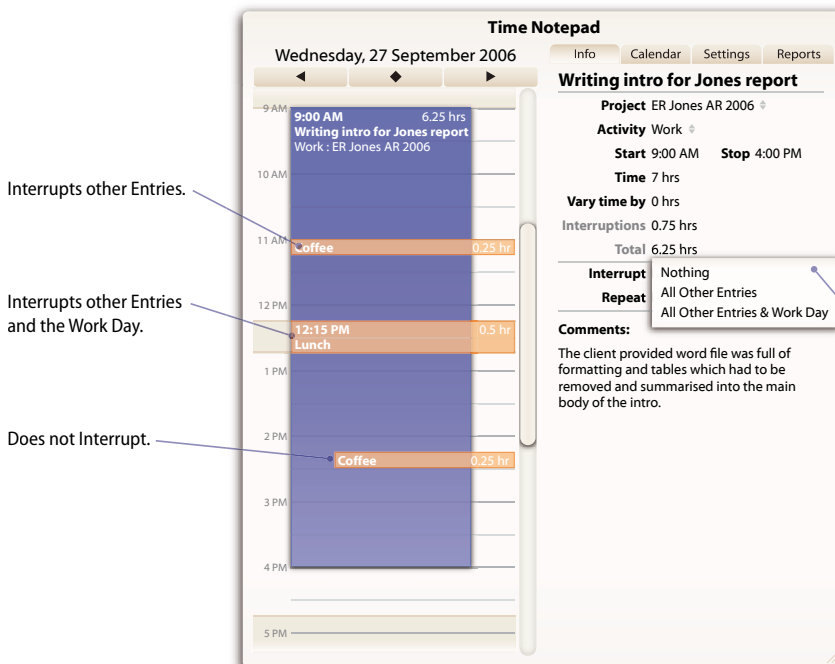 Time Notepad
Wednesday, 27 September 2006
9 AM
9:00 AM 6.25 hrs
Writing intro for Jones report
Work : ER Jones AR 2006
10 AM
Interrupts other Entries.
11 AM
Coffee 0.25 hr
12 PM
Interrupts other Entries
and the Work Day.
12:15 PM 0.5 hr
Lunch
1 PM
Does not Interrupt.
2 PM
Coffee 0.25 hr
3 PM
4 PM
5 PM
Info Calendar Settings Reports
Writing intro for Jones report
Project ER Jones AR 2006
Activity Work
Start 9:00 AM Stop 4:00 PM
Time 7 hrs
Vary time by 0 hrs
Interruptions 0.75 hrs
Total 6.25 hrs
Interrupt Nothing
Repeat All Other Entries
All Other Entries & Work Day
Comments:
The client provided word file was full of
formatting and tables which had to be
removed and summarised into the main
body of the intro.